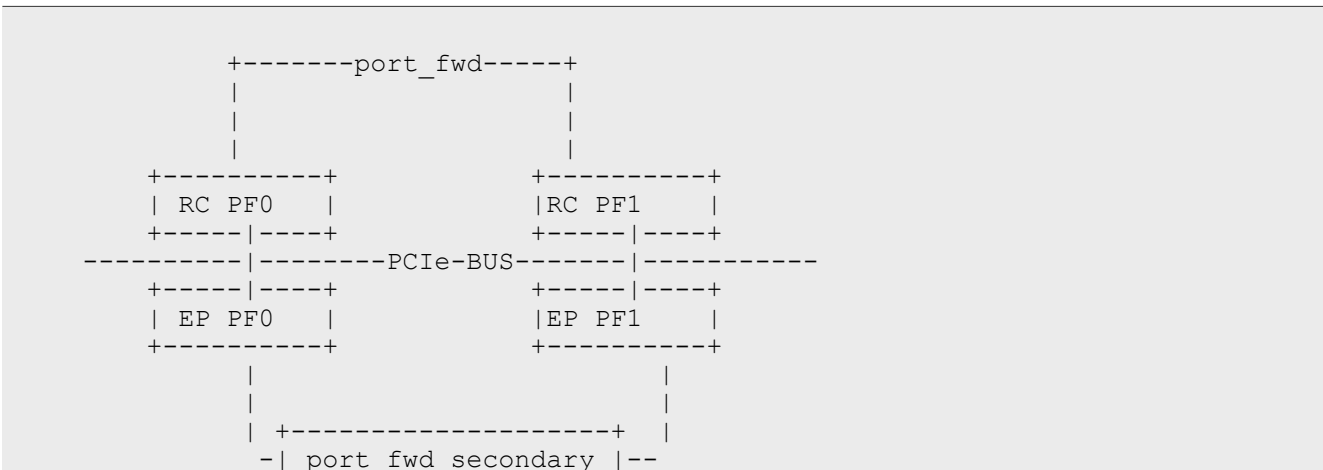 +-------port_fwd-----+
| |
| |
| |
+----------+ +----------+
| RC PF0 | |RC PF1 |
+-----|----+ +-----|----+
----------|--------PCIe-BUS-------|-----------
+-----|----+ +-----|----+
| EP PF0 | |EP PF1 |
+----------+ +----------+
| |
| |
| +---------------------+ |
-| port fwd secondary |--